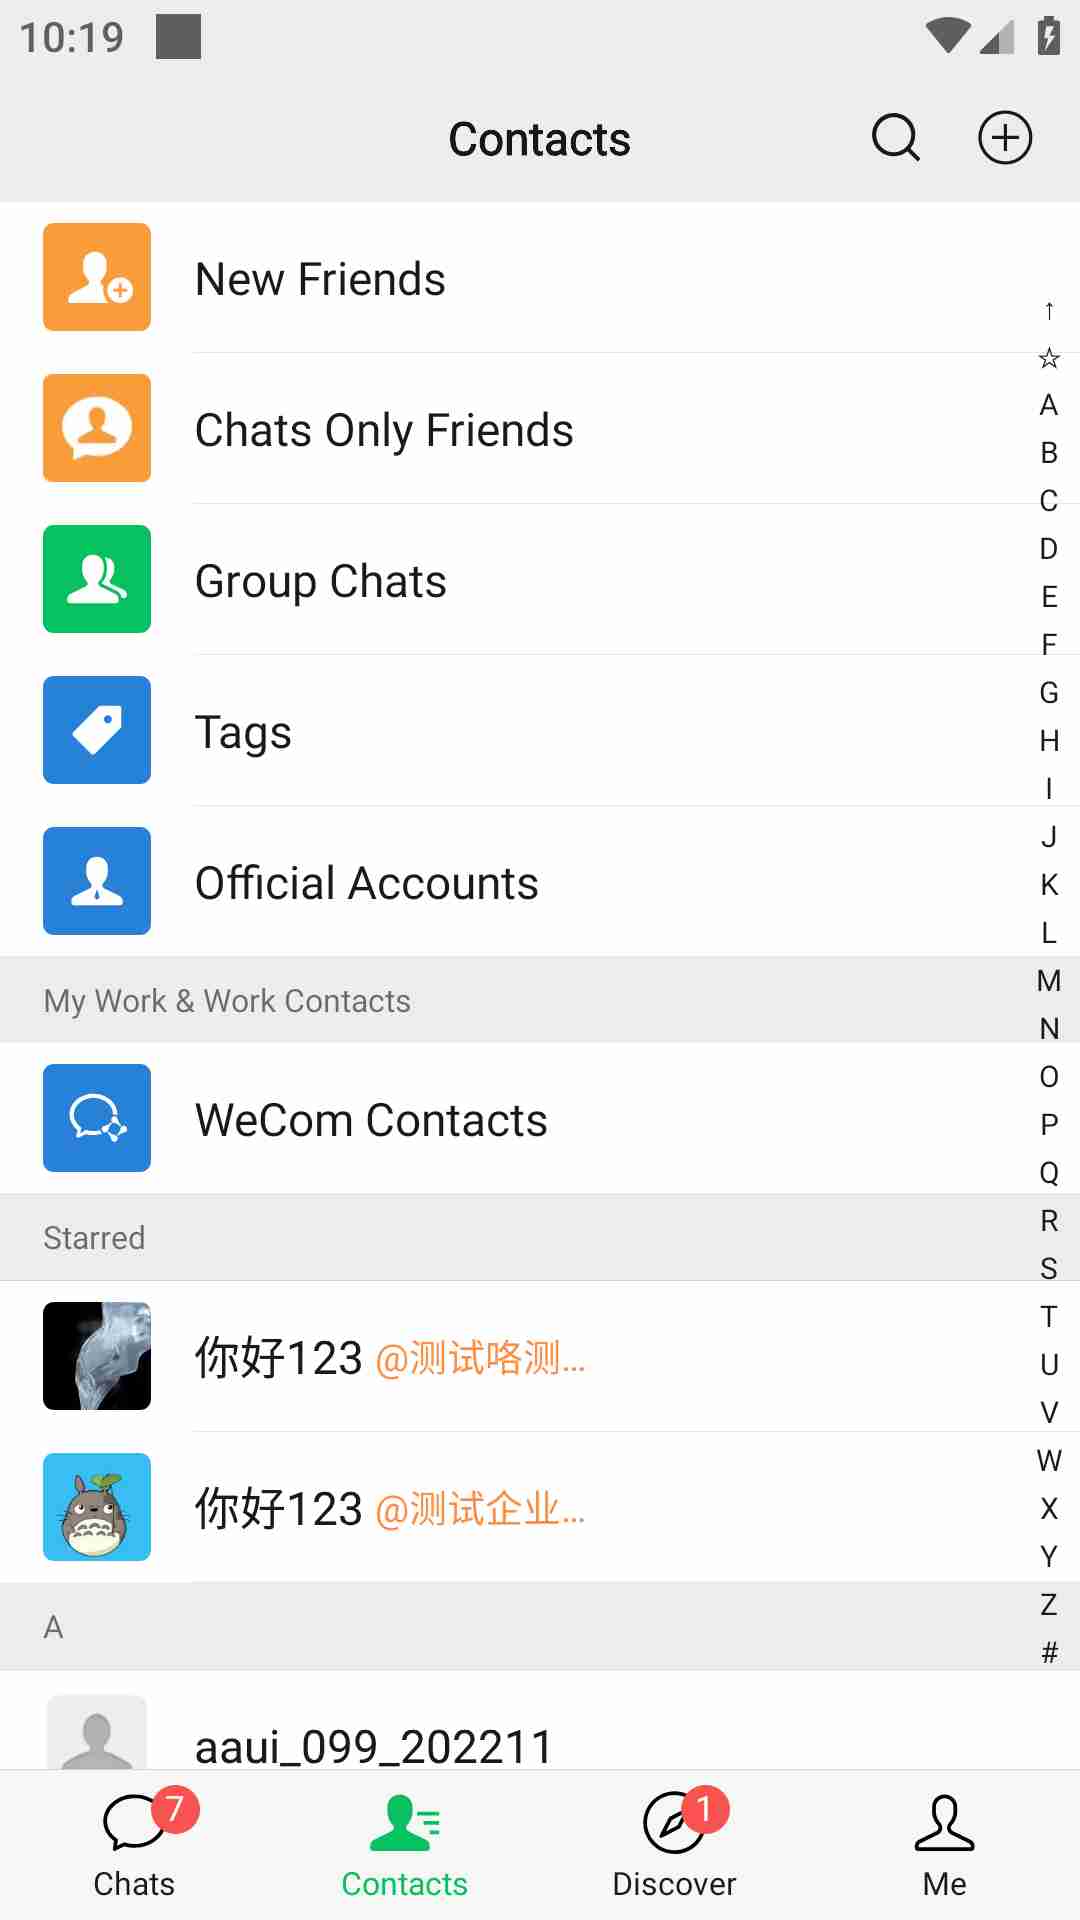 10:19
Contacts
New Friends
Chats Only Friends
Group Chats
Tags
Official Accounts
My Work & Work Contacts
WeCom Contacts
Starred
你好123 @测试咯测...
你好123 @测试企业...
A
aaui_099_202211
↑
☆
A
B
C
D
E
F
G
H
I
J
K
L
M
N
O
P
Q
R
S
T
U
V
W
X
Y
Z
#
7
1
Chats
Contacts
Discover
Me